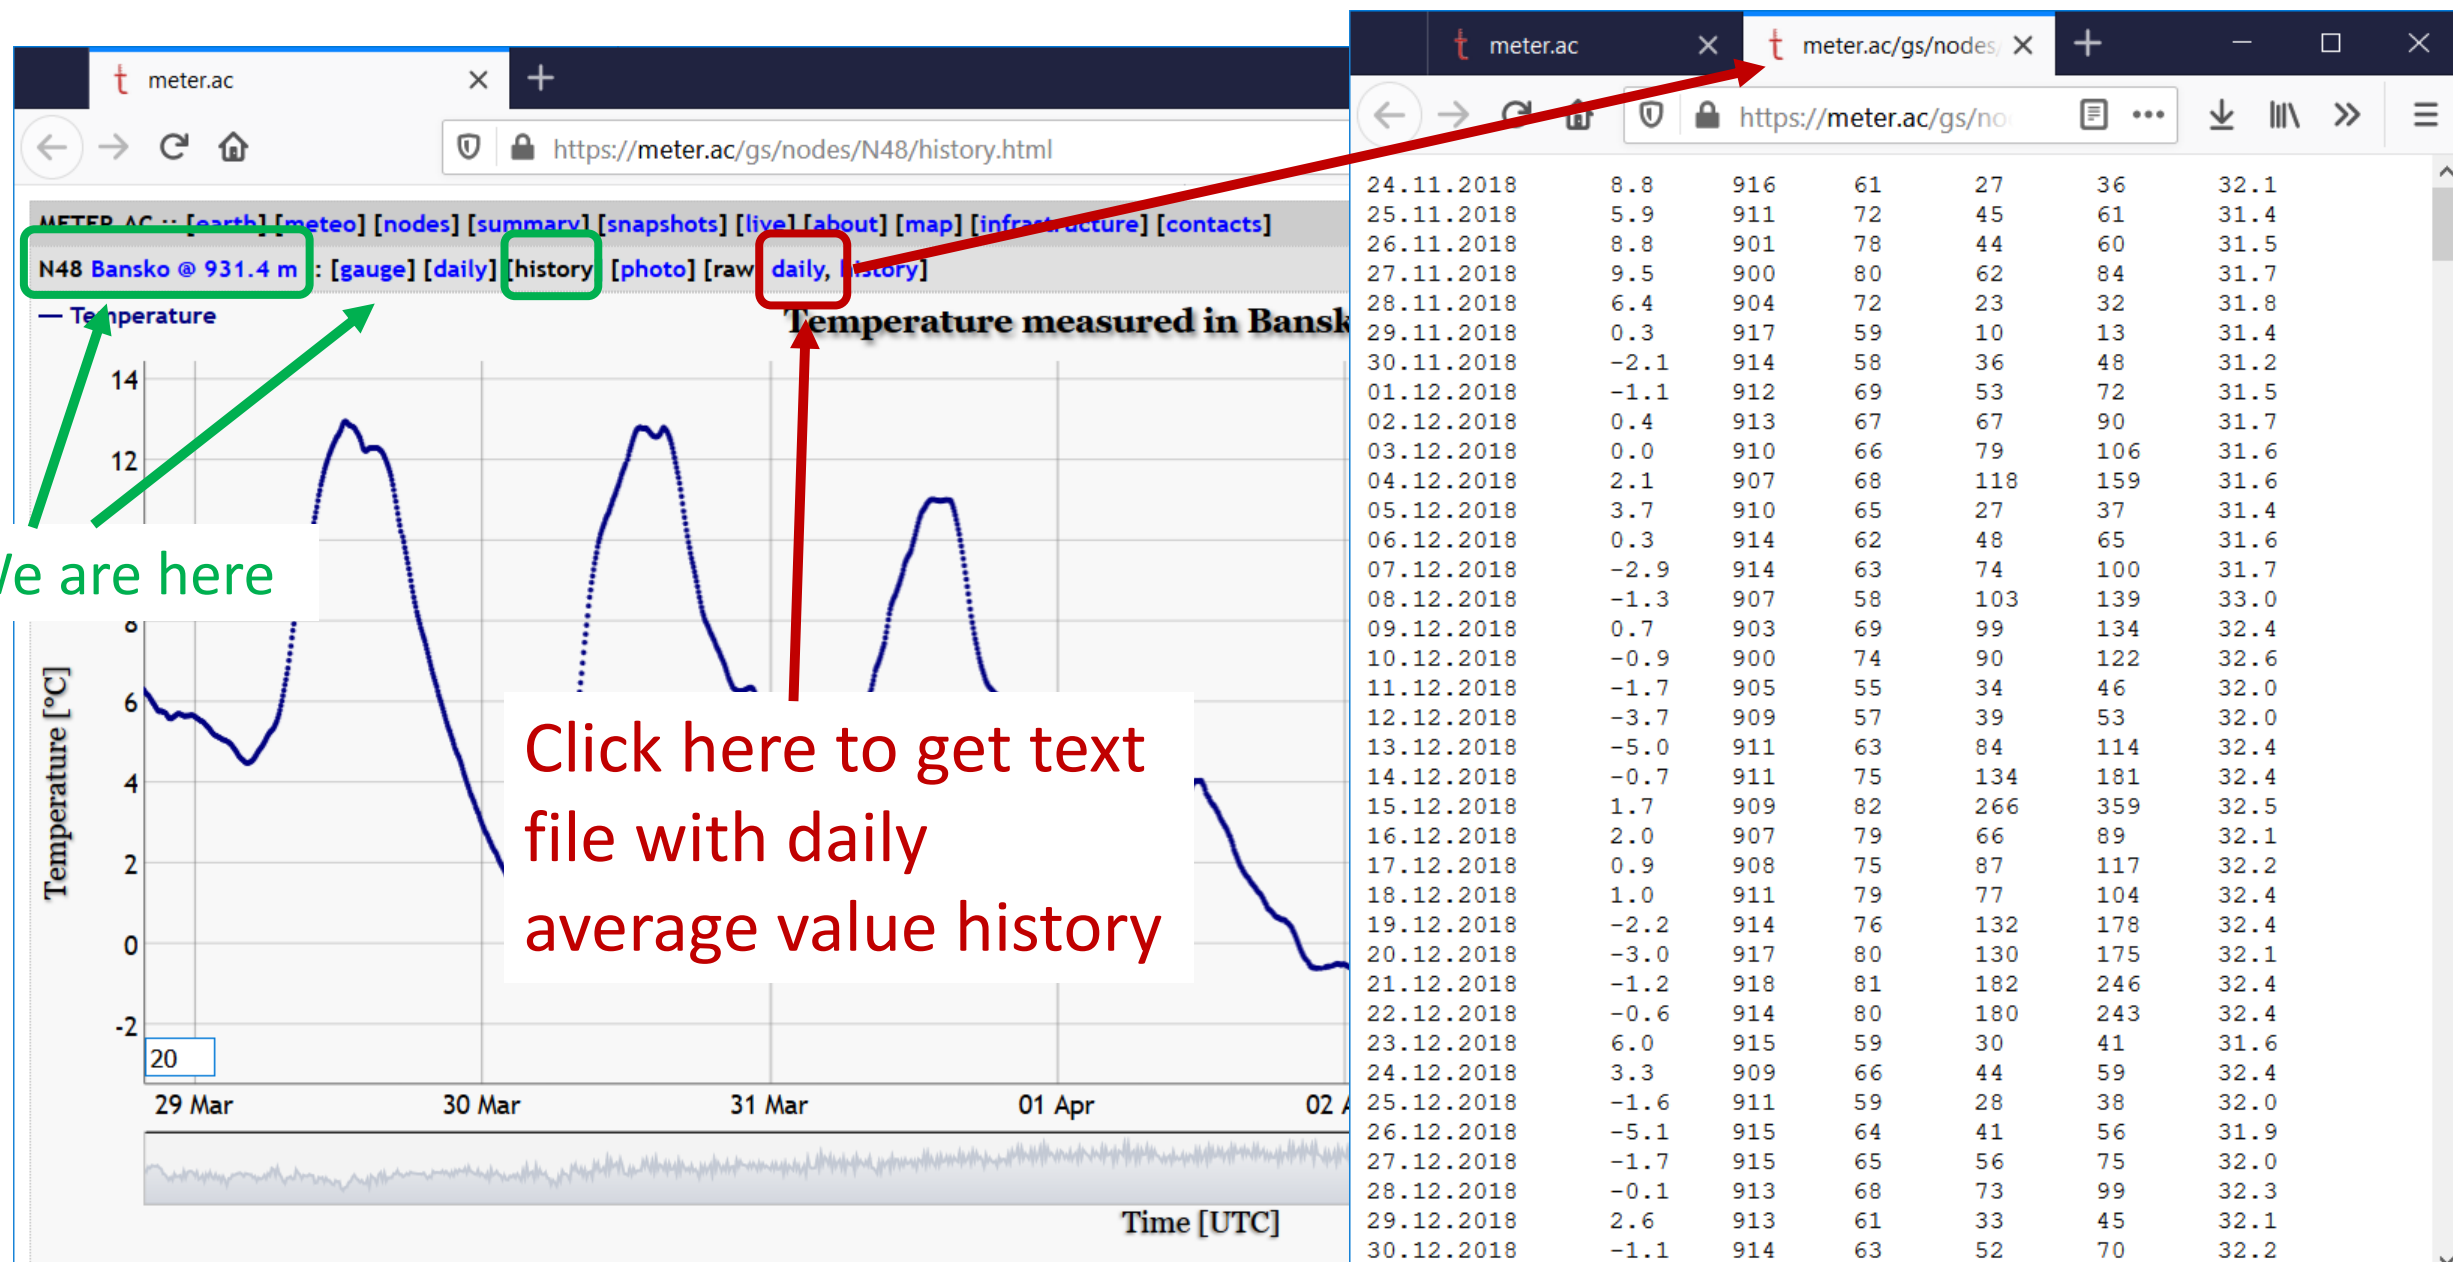 meter.ac
https://meter.ac/gs/nodes/N48/history.html
METER.AC :: [earth] [meteo] [nodes] [summary] [snapshots] [live] [about] [map] [infrastructure] [contacts]
N48 Bansko @ 931.4 m : [gauge] [daily] [history] [photo] [raw daily, history]
Temperature
Temperature measured in Bansk
14
12
We are here
8
6
4
2
0
-2
Temperature [°C]
Click here to get text
file with daily
average value history
20
29 Mar 30 Mar 31 Mar 01 Apr 02 A
Time [UTC]
meter.ac meter.ac/gs/nodes/
https://meter.ac/gs/no
24.11.2018 8.8 916 61 27 36 32.1
25.11.2018 5.9 911 72 45 61 31.4
26.11.2018 8.8 901 78 44 60 31.5
27.11.2018 9.5 900 80 62 84 31.7
28.11.2018 6.4 904 72 23 32 31.8
29.11.2018 0.3 917 59 10 13 31.4
30.11.2018 -2.1 914 58 36 48 31.2
01.12.2018 -1.1 912 69 53 72 31.5
02.12.2018 0.4 913 67 67 90 31.7
03.12.2018 0.0 910 66 79 106 31.6
04.12.2018 2.1 907 68 118 159 31.6
05.12.2018 3.7 910 65 27 37 31.4
06.12.2018 0.3 914 62 48 65 31.6
07.12.2018 -2.9 914 63 74 100 31.7
08.12.2018 -1.3 907 58 103 139 33.0
09.12.2018 0.7 903 69 99 134 32.4
10.12.2018 -0.9 900 74 90 122 32.6
11.12.2018 -1.7 905 55 34 46 32.0
12.12.2018 -3.7 909 57 39 53 32.0
13.12.2018 -5.0 911 63 84 114 32.4
14.12.2018 -0.7 911 75 134 181 32.4
15.12.2018 1.7 909 82 266 359 32.5
16.12.2018 2.0 907 79 66 89 32.1
17.12.2018 0.9 908 75 87 117 32.2
18.12.2018 1.0 911 79 77 104 32.4
19.12.2018 -2.2 914 76 132 178 32.4
20.12.2018 -3.0 917 80 130 175 32.1
21.12.2018 -1.2 918 81 182 246 32.4
22.12.2018 -0.6 914 80 180 243 32.4
23.12.2018 6.0 915 59 30 41 31.6
24.12.2018 3.3 909 66 44 59 32.4
25.12.2018 -1.6 911 59 28 38 32.0
26.12.2018 -5.1 915 64 41 56 31.9
27.12.2018 -1.7 915 65 56 75 32.0
28.12.2018 -0.1 913 68 73 99 32.3
29.12.2018 2.6 913 61 33 45 32.1
30.12.2018 -1.1 914 63 52 70 32.2